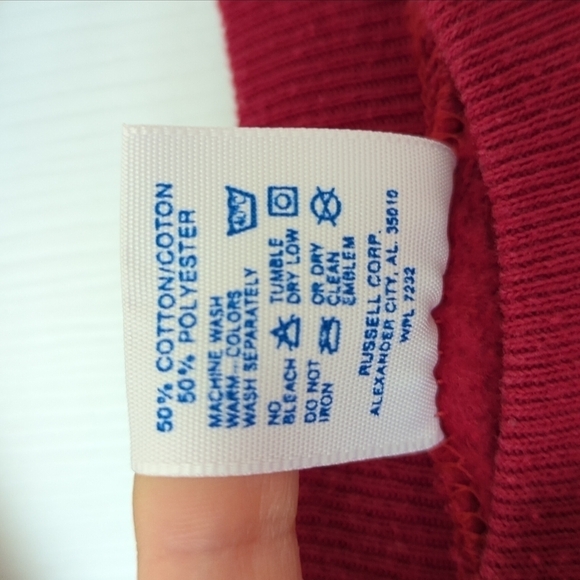 50% COTTON/COTON
50% POLYESTER
MACHINE WASH
WARM—COLORS
WASH SEPARATELY
40°C
NO
BLEACH
TUMBLE
DRY LOW
DO NOT
IRON
OR DRY
CLEAN
EMBLEM
RUSSELL CORP.
ALEXANDER CITY, AL. 35010
WPL 7232